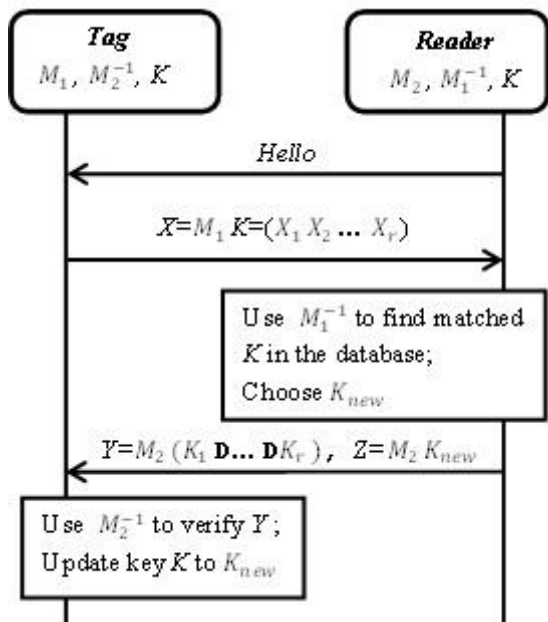 Tag
M₁, M₂⁻¹, K
Reader
M₂, M₁⁻¹, K
Hello
X=M₁ K=(X₁ X₂ ... Xᵣ)
Use M₁⁻¹ to find matched
K in the database;
Choose Kₙₑw
Y=M₂ (K₁ D... DKᵣ), Z=M₂ Kₙₑw
Use M₂⁻¹ to verify Y;
Update key K to Kₙₑw